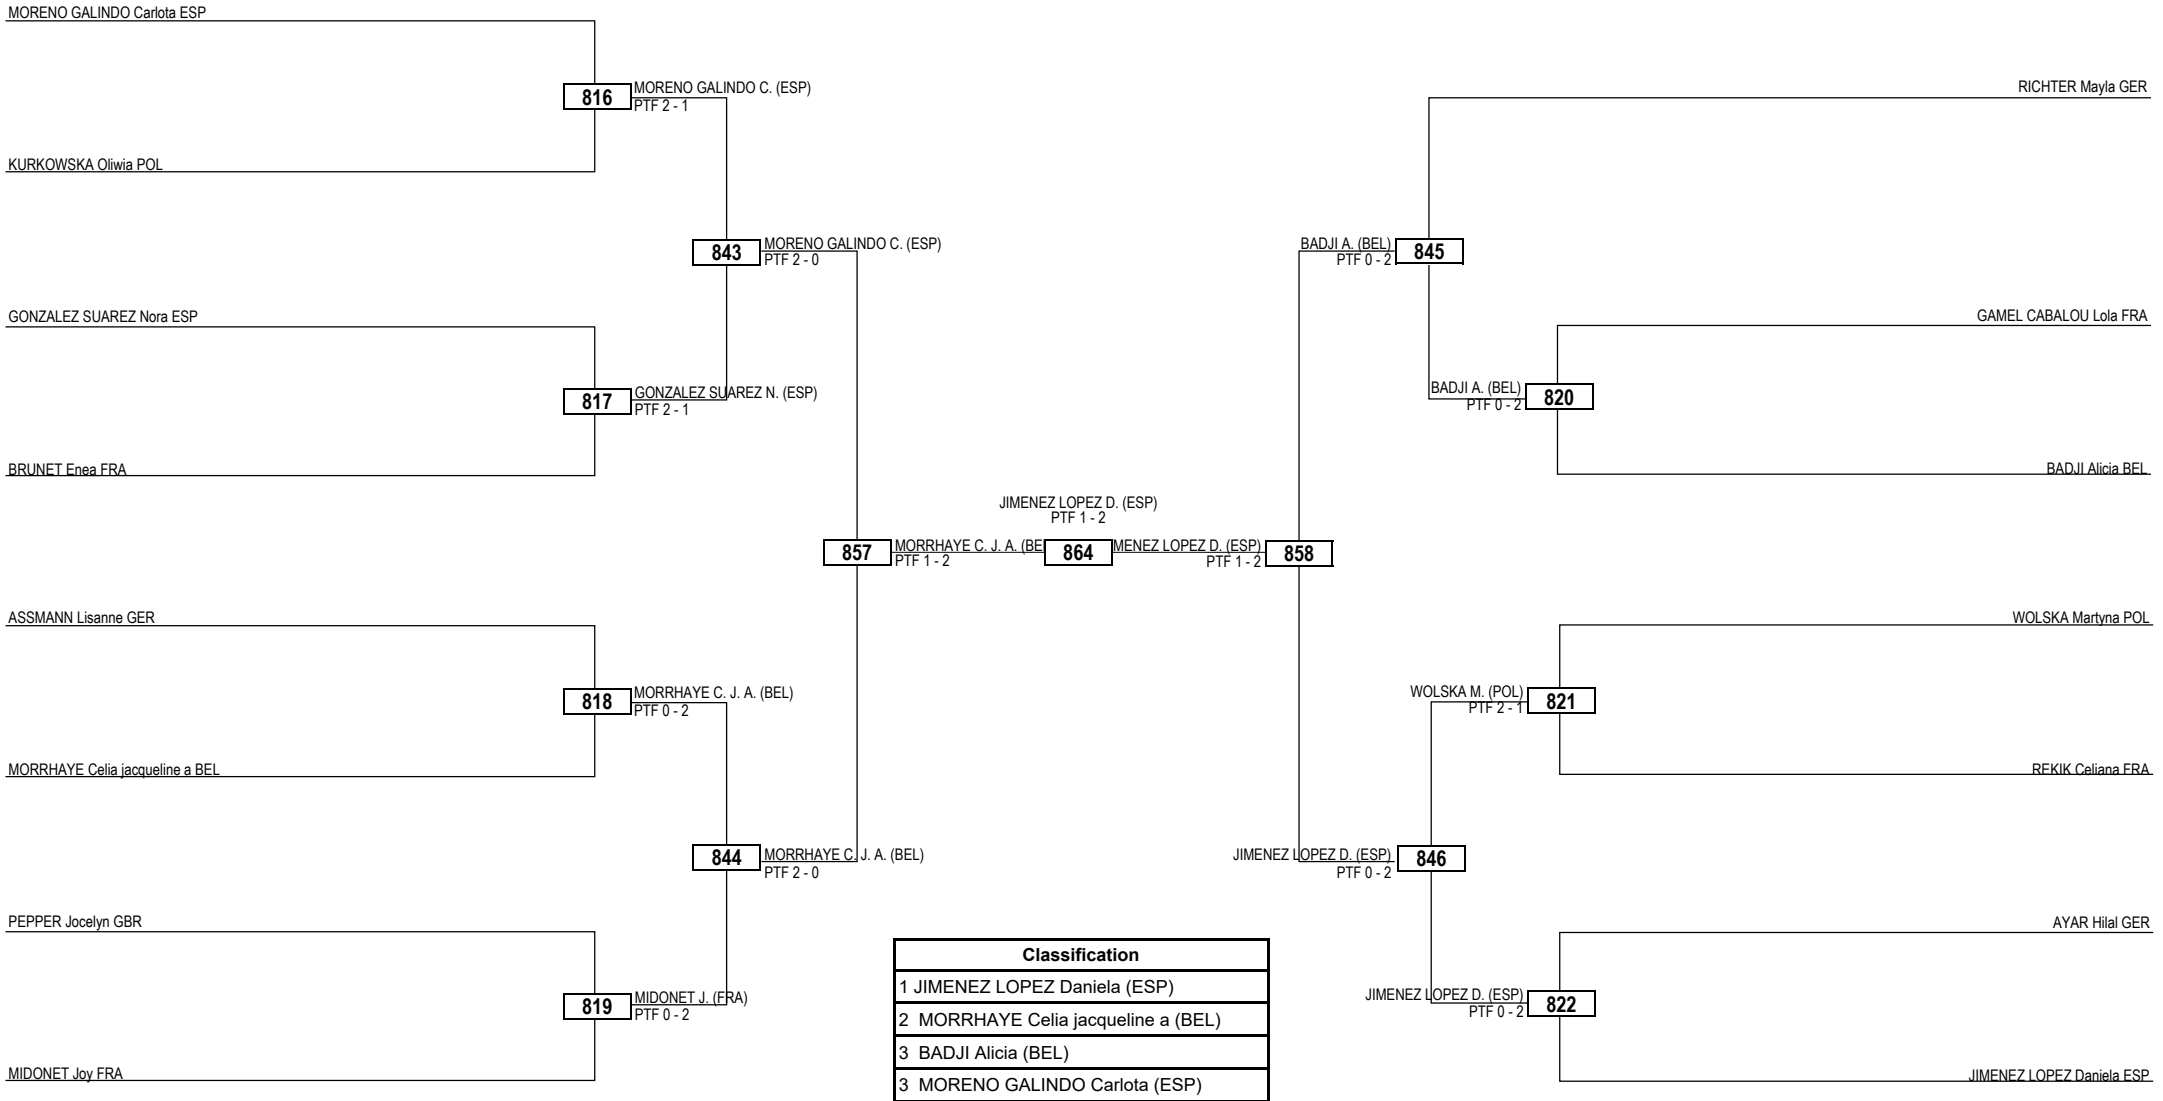 MORENO GALINDO Carlota ESP
816
MORENO GALINDO C. (ESP)
PTF 2 - 1
KURKOWSKA Oliwia POL
843
MORENO GALINDO C. (ESP)
PTF 2 - 0
GONZALEZ SUAREZ Nora ESP
817
GONZALEZ SUAREZ N. (ESP)
PTF 2 - 1
BRUNET Enea FRA
857
MORRHAYE C. J. A. (BE
PTF 1 - 2
ASSMANN Lisanne GER
818
MORRHAYE C. J. A. (BEL)
PTF 0 - 2
MORRHAYE Celia jacqueline a BEL
844
MORRHAYE C. J. A. (BEL)
PTF 2 - 0
PEPPER Jocelyn GBR
819
MIDONET J. (FRA)
PTF 0 - 2
MIDONET Joy FRA
JIMENEZ LOPEZ D. (ESP)
PTF 1 - 2
864
MENEZ LOPEZ D. (ESP)
PTF 1 - 2
858
RICHTER Mayla GER
BADJI A. (BEL)
PTF 0 - 2
845
GAMEL CABALOU Lola FRA
BADJI A. (BEL)
PTF 0 - 2
820
BADJI Alicia BEL
WOLSKA Martyna POL
WOLSKA M. (POL)
PTF 2 - 1
821
REKIK Celiana FRA
JIMENEZ LOPEZ D. (ESP)
PTF 0 - 2
846
AYAR Hilal GER
JIMENEZ LOPEZ D. (ESP)
PTF 0 - 2
822
JIMENEZ LOPEZ Daniela ESP
Classification
1 JIMENEZ LOPEZ Daniela (ESP)
2 MORRHAYE Celia jacqueline a (BEL)
3 BADJI Alicia (BEL)
3 MORENO GALINDO Carlota (ESP)